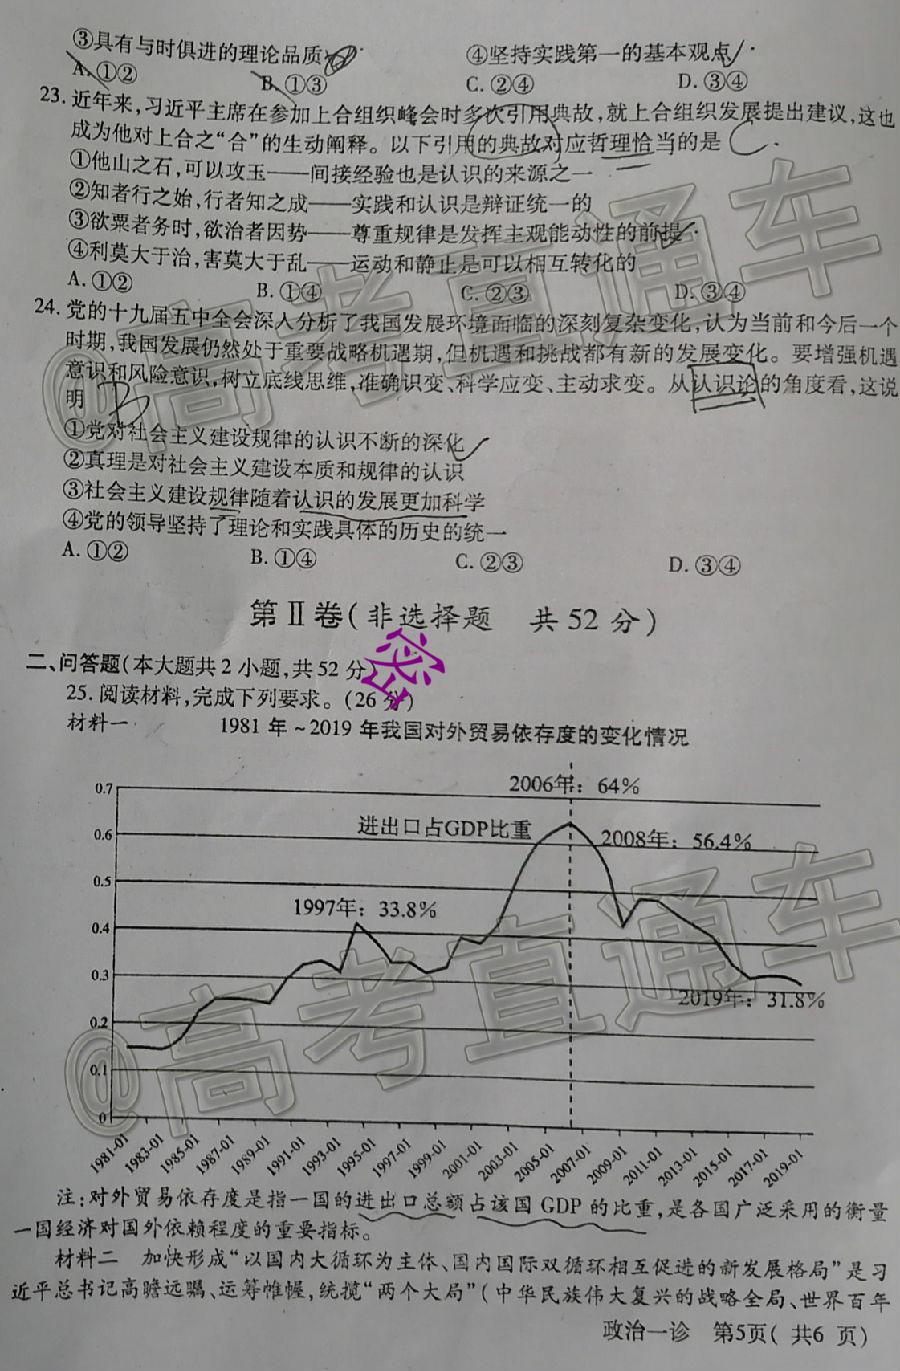 ③具有与时俱进的理论品质 ④坚持实践第一的基本观点
A. ①② B. ①③ C. ②④ D. ③④
23. 近年来,习近平主席在参加上合组织峰会时多次引用典故,就上合组织发展提出建议,这也
成为他对上合之“合”的生动阐释。以下引用的典故对应哲理恰当的是
①他山之石,可以攻玉——间接经验也是认识的来源之一
②知者行之始,行者知之成——实践和认识是辩证统一的
③欲粟者务时,欲治者因势——尊重规律是发挥主观能动性的前提
④利莫大于治,害莫大于乱——运动和静止是可以相互转化的
A. ①② B. ①④ C. ②③ D. ③④
24. 党的十九届五中全会深入分析了我国发展环境面临的深刻复杂变化,认为当前和今后一个
时期,我国发展仍然处于重要战略机遇期,但机遇和挑战都有新的发展变化。要增强机遇
意识和风险意识,树立底线思维,准确识变、科学应变、主动求变。从认识论的角度看,这说
明 B
①党对社会主义建设规律的认识不断的深化
②真理是对社会主义建设本质和规律的认识
③社会主义建设规律随着认识的发展更加科学
④党的领导坚持了理论和实践具体的历史的统一
A. ①② B. ①④ C. ②③ D. ③④
第Ⅱ卷(非选择题 共52分)
二、问答题(本大题共2小题,共52分)
密
25. 阅读材料,完成下列要求。(26分)
材料一 1981年~2019年我国对外贸易依存度的变化情况
2006年:64%
0.7
进出口占GDP比重
0.6
2008年:56.4%
0.5
1997年:33.8%
0.4
0.3
2019年:31.8%
0.2
0.1
0
1981-01 1983-01 1985-01 1987-01 1989-01 1991-01 1993-01 1995-01 1997-01 1999-01 2001-01 2003-01 2005-01 2007-01 2009-01 2011-01 2013-01 2015-01 2017-01 2019-01
注:对外贸易依存度是指一国的进出口总额占该国GDP的比重,是各国广泛采用的衡量
一国经济对国外依赖程度的重要指标。
材料二 加快形成“以国内大循环为主体、国内国际双循环相互促进的新发展格局”是习
近平总书记高瞻远瞩、运筹帷幄,统揽“两个大局”(中华民族伟大复兴的战略全局、世界百年
政治一诊 第5页(共6页)
@高考直通车
@高考直通车